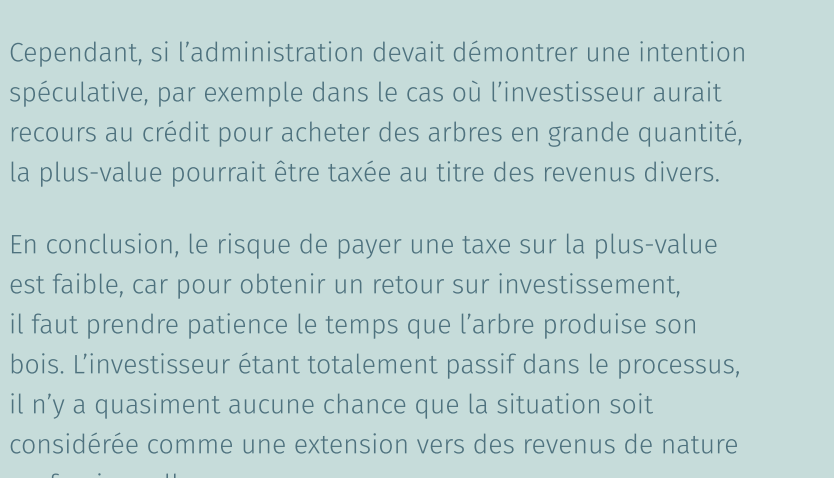 Cependant, si l’administration devait démontrer une intention
spéculative, par exemple dans le cas où l’investisseur aurait
recours au crédit pour acheter des arbres en grande quantité,
la plus-value pourrait être taxée au titre des revenus divers.
En conclusion, le risque de payer une taxe sur la plus-value
est faible, car pour obtenir un retour sur investissement,
il faut prendre patience le temps que l’arbre produise son
bois. L’investisseur étant totalement passif dans le processus,
il n’y a quasiment aucune chance que la situation soit
considérée comme une extension vers des revenus de nature